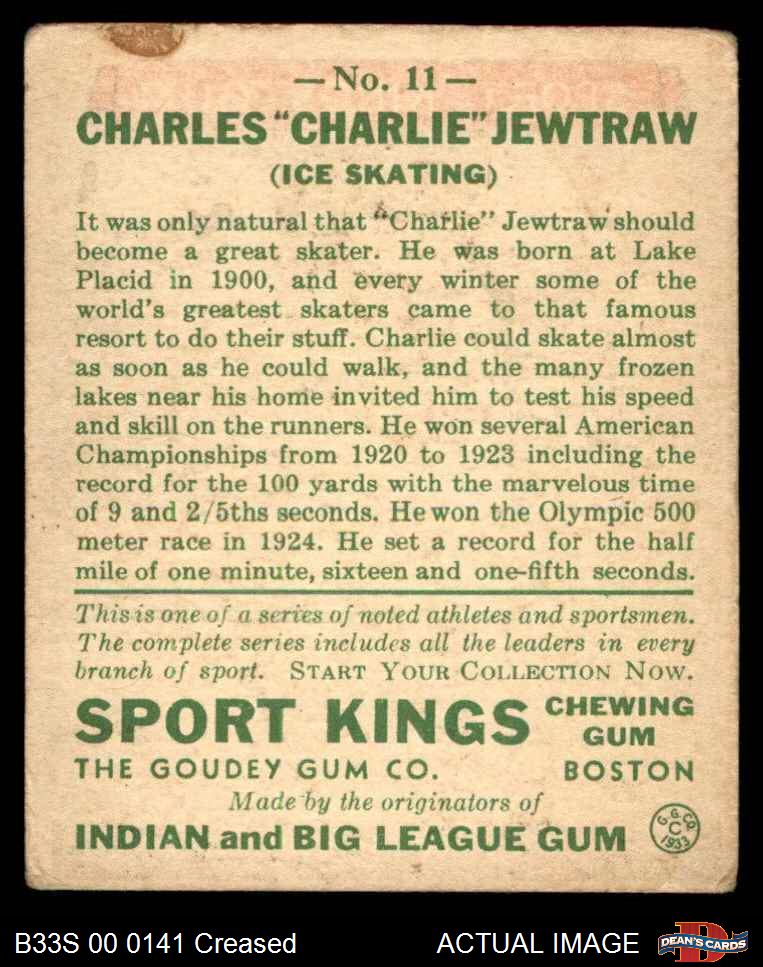 —No. 11—
CHARLES "CHARLIE" JEWTRAW
(ICE SKATING)
It was only natural that "Charlie" Jewtraw should
become a great skater. He was born at Lake
Placid in 1900, and every winter some of the
world's greatest skaters came to that famous
resort to do their stuff. Charlie could skate almost
as soon as he could walk, and the many frozen
lakes near his home invited him to test his speed
and skill on the runners. He won several American
Championships from 1920 to 1923 including the
record for the 100 yards with the marvelous time
of 9 and 2/5ths seconds. He won the Olympic 500
meter race in 1924. He set a record for the half
mile of one minute, sixteen and one-fifth seconds.
This is one of a series of noted athletes and sportsmen.
The complete series includes all the leaders in every
branch of sport. START YOUR COLLECTION NOW.
SPORT KINGS CHEWING GUM
THE GOUDEY GUM CO. BOSTON
Made by the originators of
INDIAN and BIG LEAGUE GUM
G. G. CO.
C
1933
B33S 00 0141 Creased ACTUAL IMAGE
D
DEAN'S CARDS